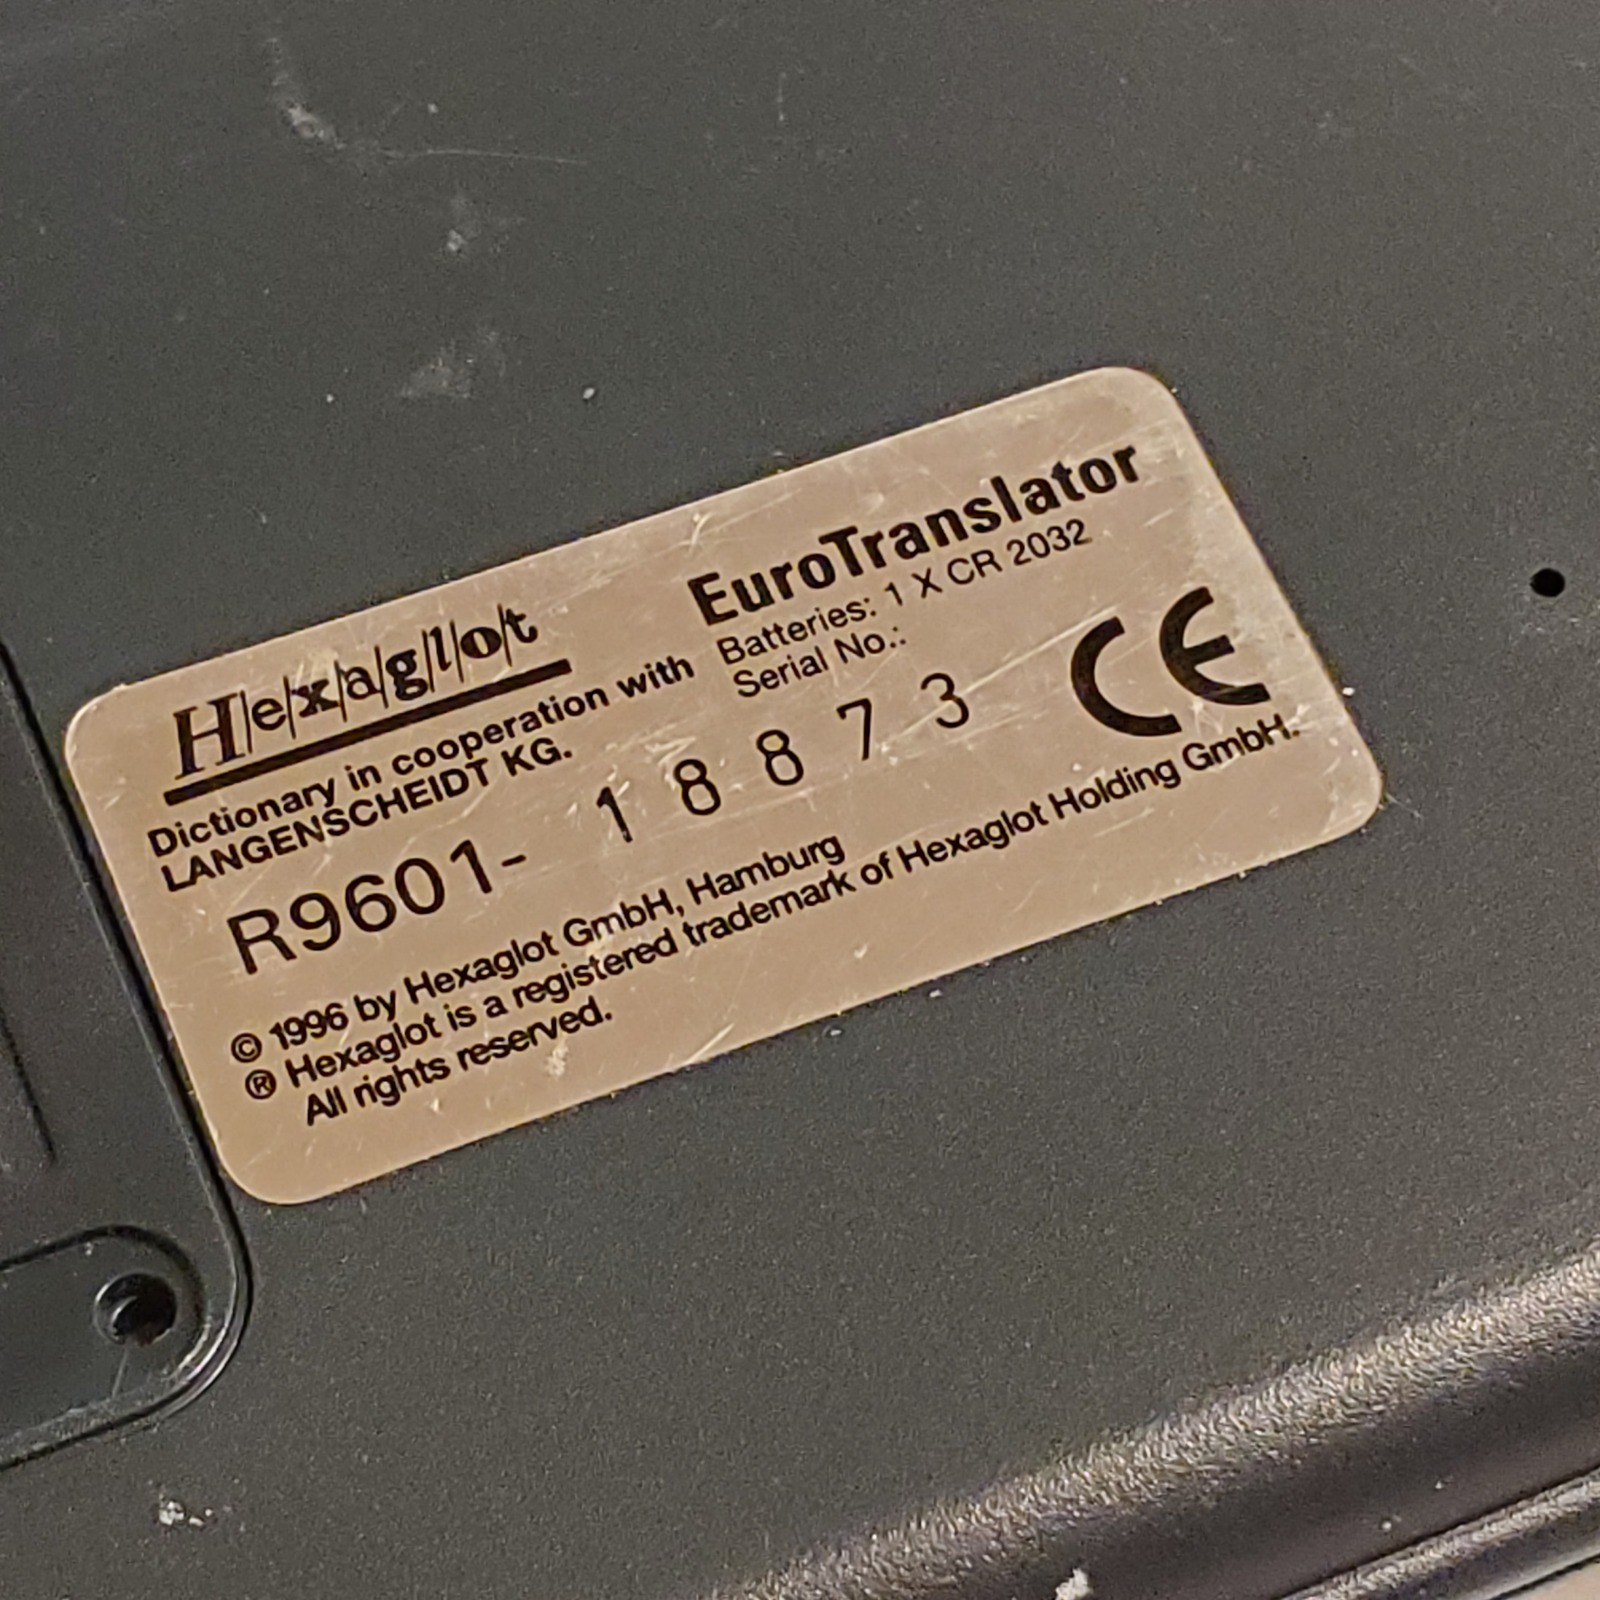 H/e/x/a/g/l/o/t
Dictionary in cooperation with
LANGENSCHEIDT KG.
EuroTranslator
Batteries: 1 X CR 2032
Serial No.:
R9601- 18873
© 1996 by Hexaglot GmbH, Hamburg
® Hexaglot is a registered trademark of Hexaglot Holding GmbH.
All rights reserved.
CE